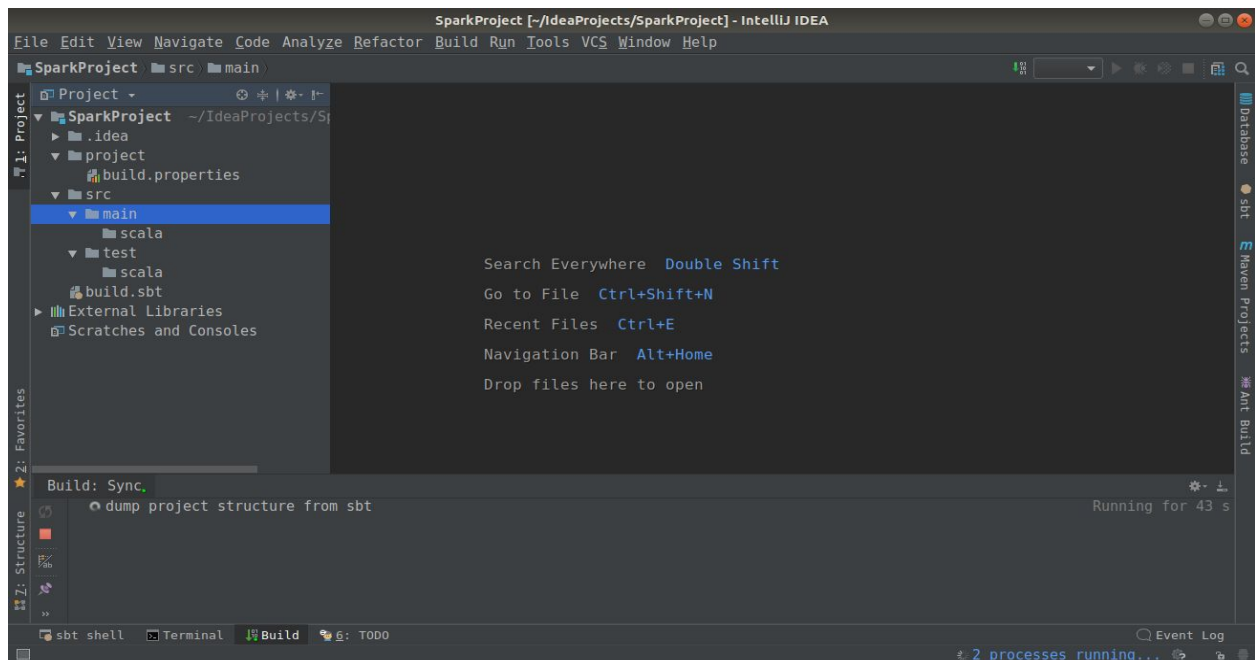 SparkProject [~/IdeaProjects/SparkProject] - IntelliJ IDEA
File Edit View Navigate Code Analyze Refactor Build Run Tools VCS Window Help
SparkProject src main
Project
SparkProject ~/IdeaProjects/Sp
.idea
project
build.properties
src
main
scala
test
scala
build.sbt
External Libraries
Scratches and Consoles
1: Project
2: Favorites
7: Structure
Search Everywhere Double Shift
Go to File Ctrl+Shift+N
Recent Files Ctrl+E
Navigation Bar Alt+Home
Drop files here to open
Database
sbt
m Maven Projects
Ant Build
Build: Sync
dump project structure from sbt Running for 43 s
sbt shell Terminal Build 6: TODO Event Log
2 processes running...